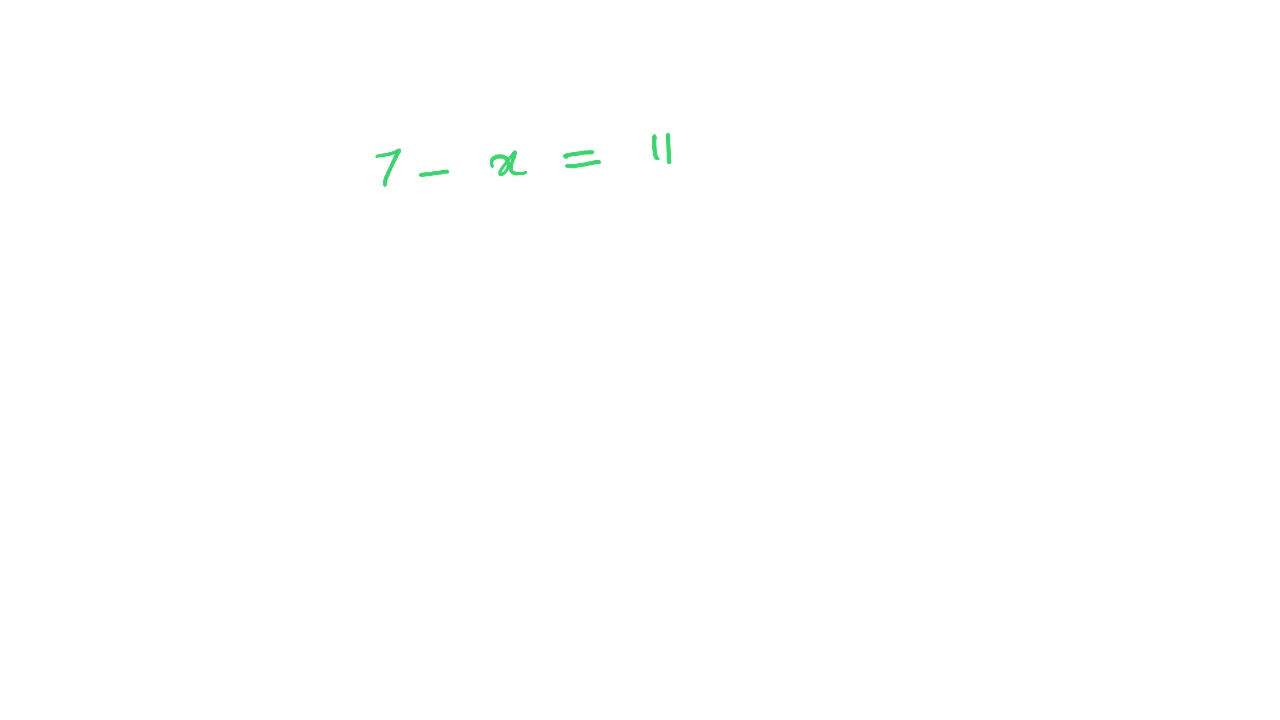 7 - x = 11